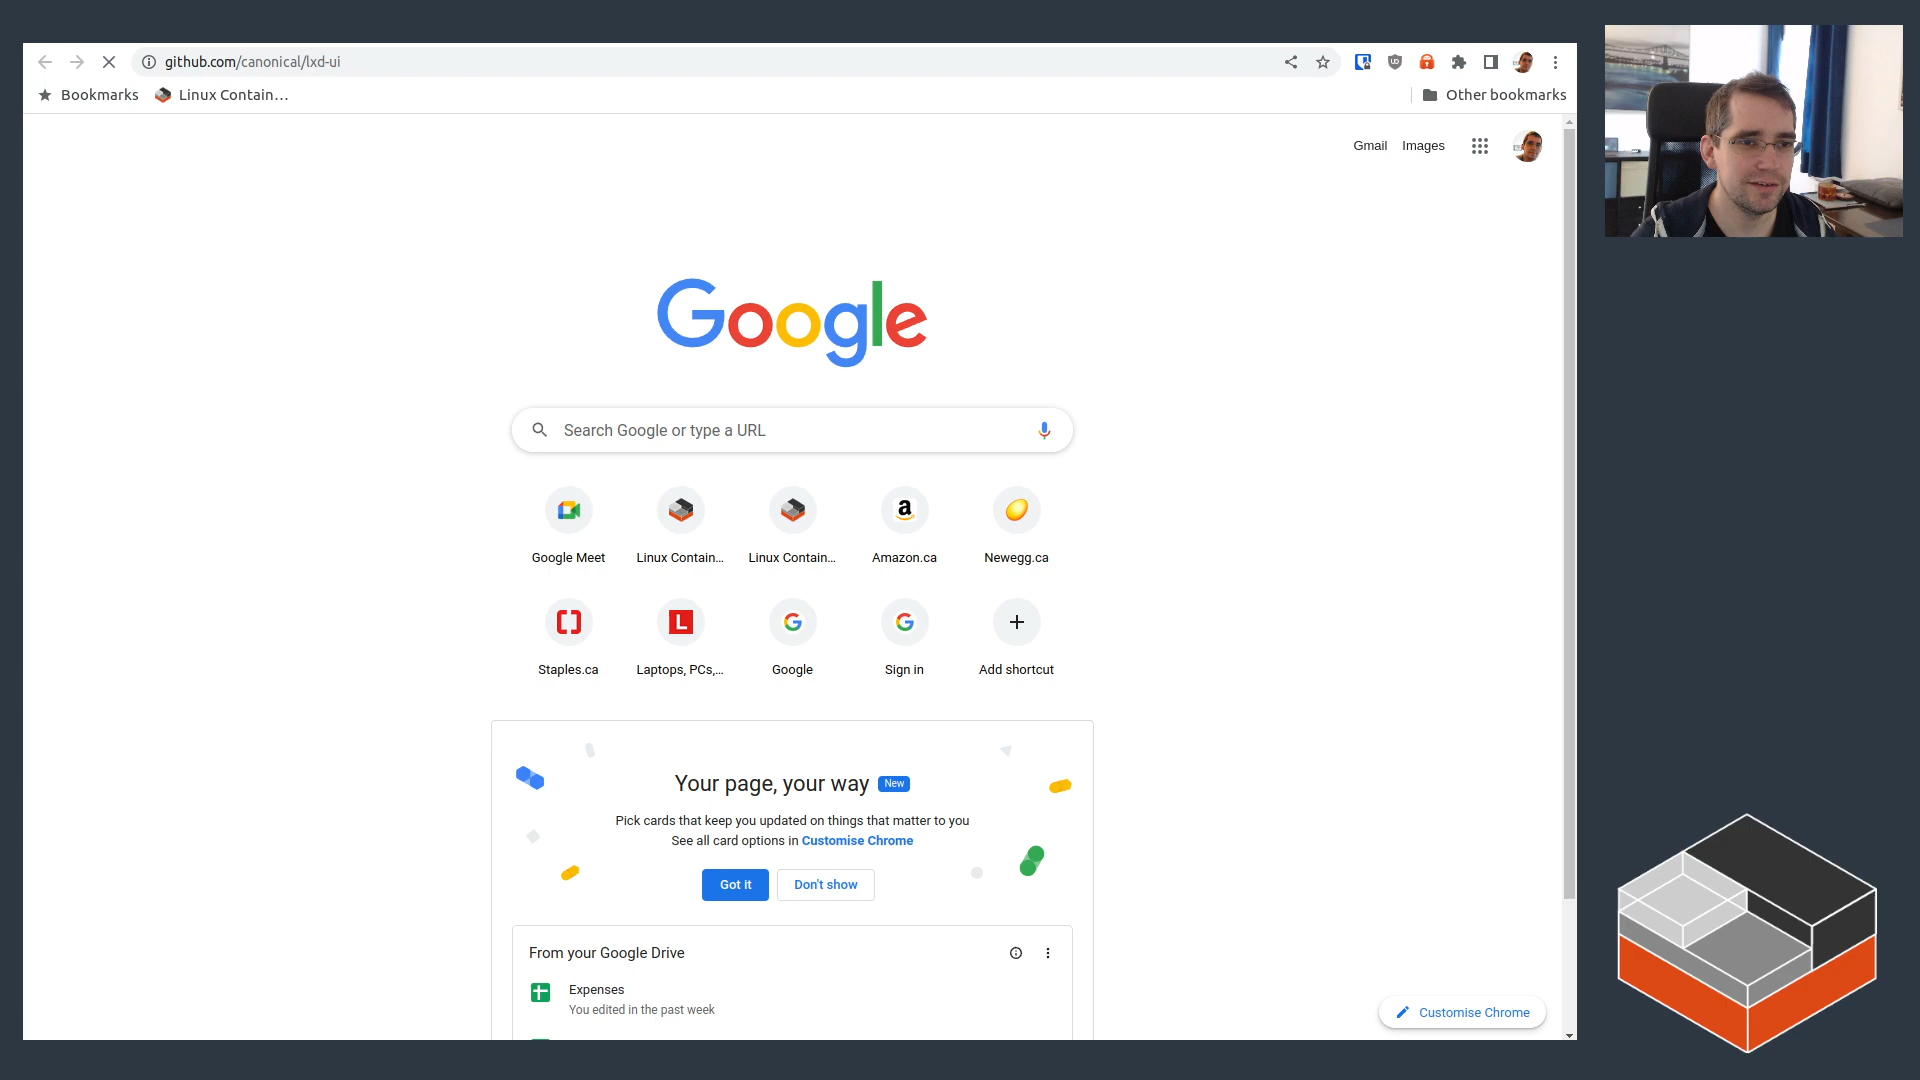 github.com/canonical/lxd-ui
Bookmarks
Linux Contain...
Other bookmarks
Gmail
Images
Google
Search Google or type a URL
Google Meet
Linux Contain...
Linux Contain...
Amazon.ca
Newegg.ca
Staples.ca
Laptops, PCs,...
Google
Sign in
Add shortcut
Your page, your way New
Pick cards that keep you updated on things that matter to you
See all card options in Customise Chrome
Got it
Don't show
From your Google Drive
Expenses
You edited in the past week
Customise Chrome